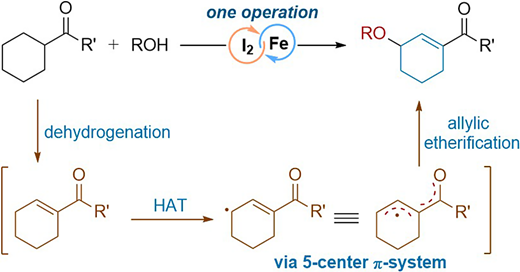 one operation
O
R' + ROH I2 Fe RO O
R'
dehydrogenation
allylic
etherification
O
R' HAT O
R' O
R'
via 5-center π-system